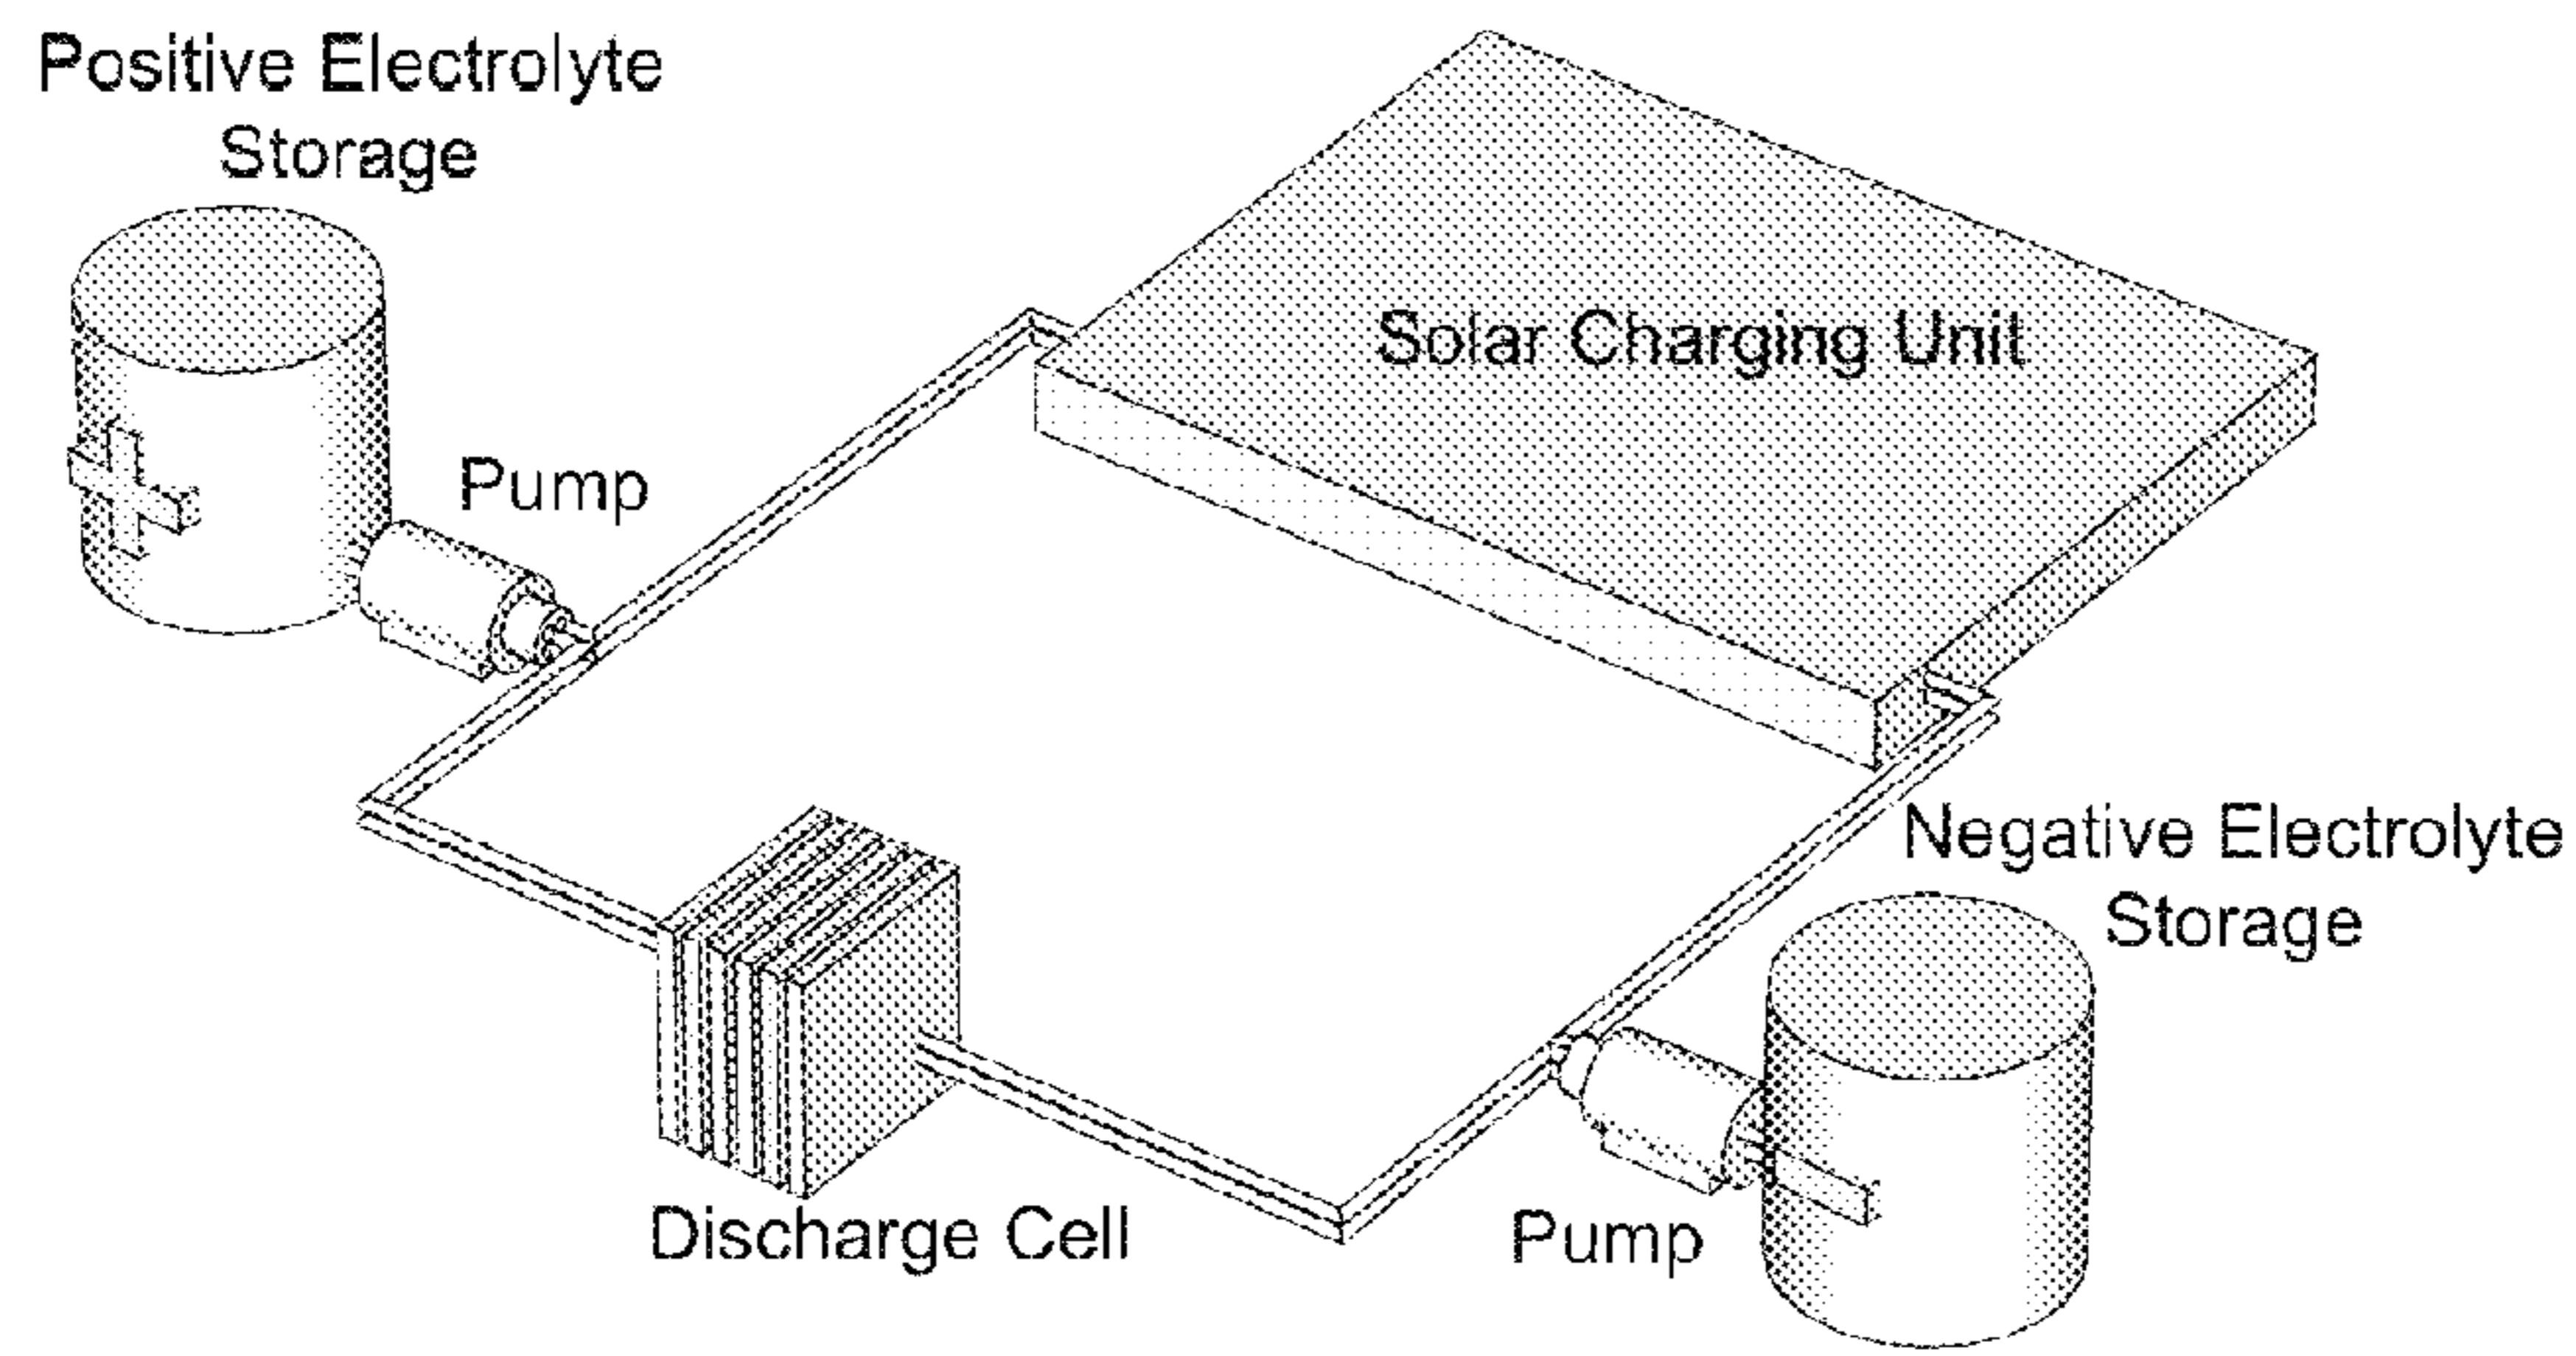 Positive Electrolyte
Storage
Solar Charging Unit
Pump
Negative Electrolyte
Storage
Discharge Cell
Pump